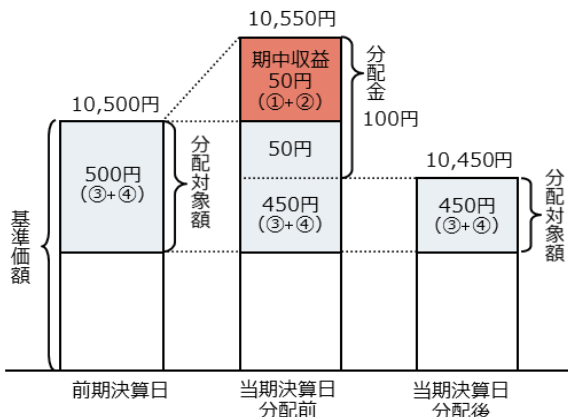 10,550円
期中収益
50円
(①+②)
分配金
100円
10,500円
50円
10,450円
500円
(③+④)
分配対象額
450円
(③+④)
450円
(③+④)
分配対象額
基準価額
前期決算日
当期決算日
分配前
当期決算日
分配後